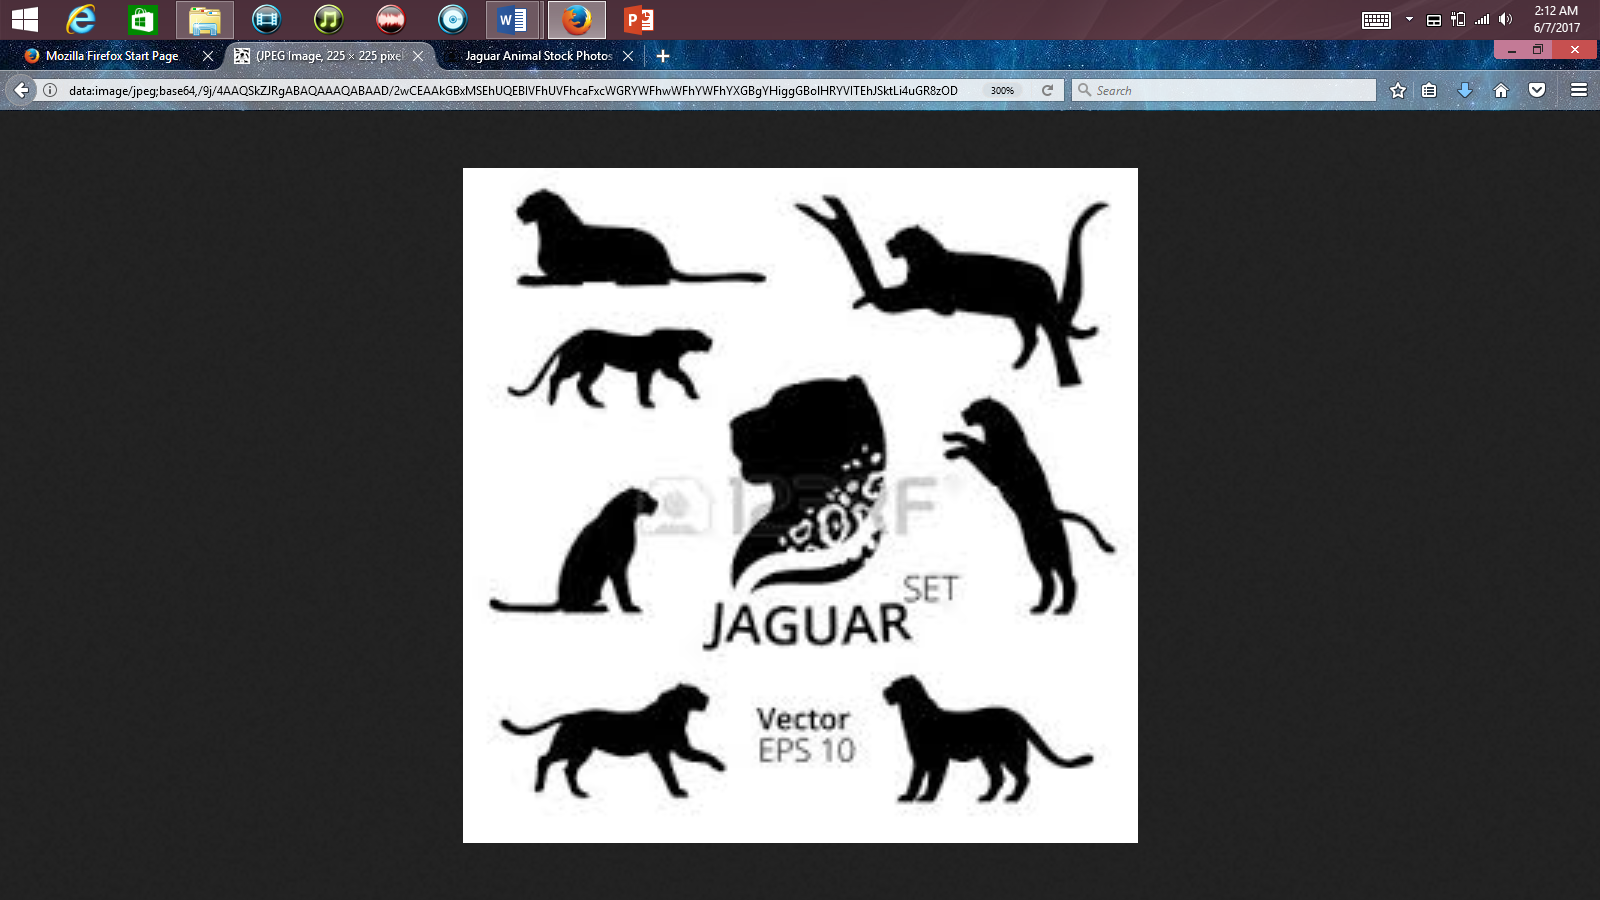 2:12 AM
6/7/2017
Mozilla Firefox Start Page
(JPEG Image, 225 × 225 pixel
Jaguar Animal Stock Photos
data:image/jpeg;base64,/9j/4AAQSkZJRgABAQAAAQABAAD/2wCEAAkGBxMSEhUQEBIVFhUVFhcaFxcWGRYWFhwWFhYWFhYXGBgYHiggGBolHRYVITEhJSktLi4uGR8zOD
300%
Search
123RF
SET
JAGUAR
Vector
EPS 10